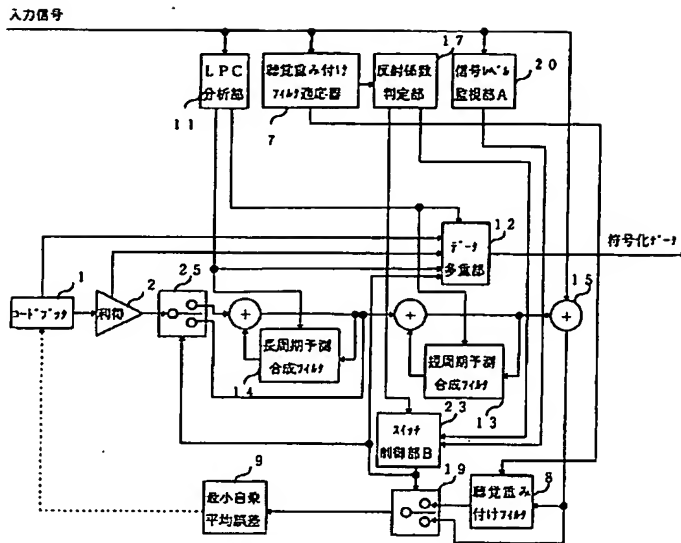 入力信号
LPC
分析部
11
聴覚重み付け
フィルタ適応器
7
反射係数
判定部
17
信号レベル
監視部A
20
データ
多重部
12
符号化データ
コードブック
1
利得
2
25
+
長周期予測
合成フィルタ
14
+
短周期予測
合成フィルタ
13
+
15
スイッチ
制御部B
23
最小自乗
平均誤差
9
19
聴覚重み
付けフィルタ
8